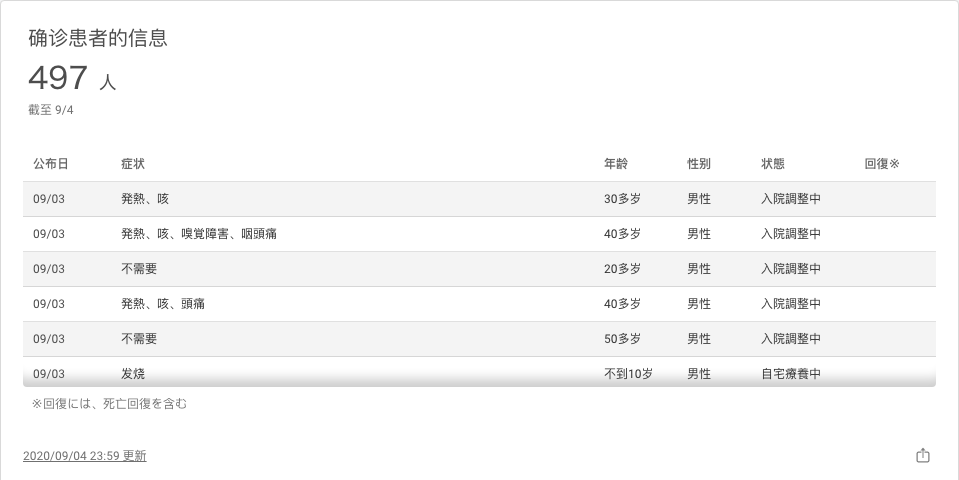 确诊患者的信息
497 人
截至 9/4
公布日 症状 年齢 性别 状態 回復※
09/03 発熱、咳 30多岁 男性 入院調整中
09/03 発熱、咳、嗅覚障害、咽頭痛 40多岁 男性 入院調整中
09/03 不需要 20多岁 男性 入院調整中
09/03 発熱、咳、頭痛 40多岁 男性 入院調整中
09/03 不需要 50多岁 男性 入院調整中
09/03 发烧 不到10岁 男性 自宅療養中
※回復には、死亡回復を含む
2020/09/04 23:59 更新